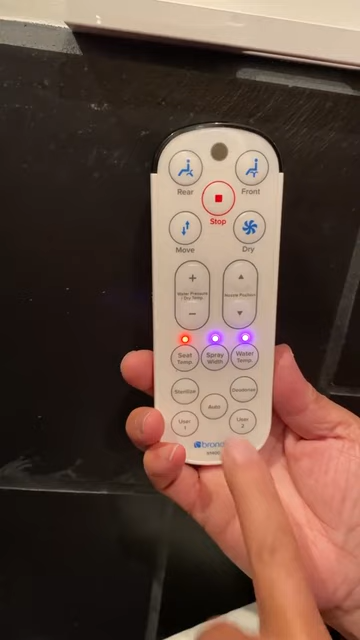 Rear
Front
Stop
Move
Dry
+
Water Pressure
/ Dry Temp.
−
Nozzle Position
Seat
Temp.
Spray
Width
Water
Temp.
Sterilize
Deodorize
Auto
User
1
User
2